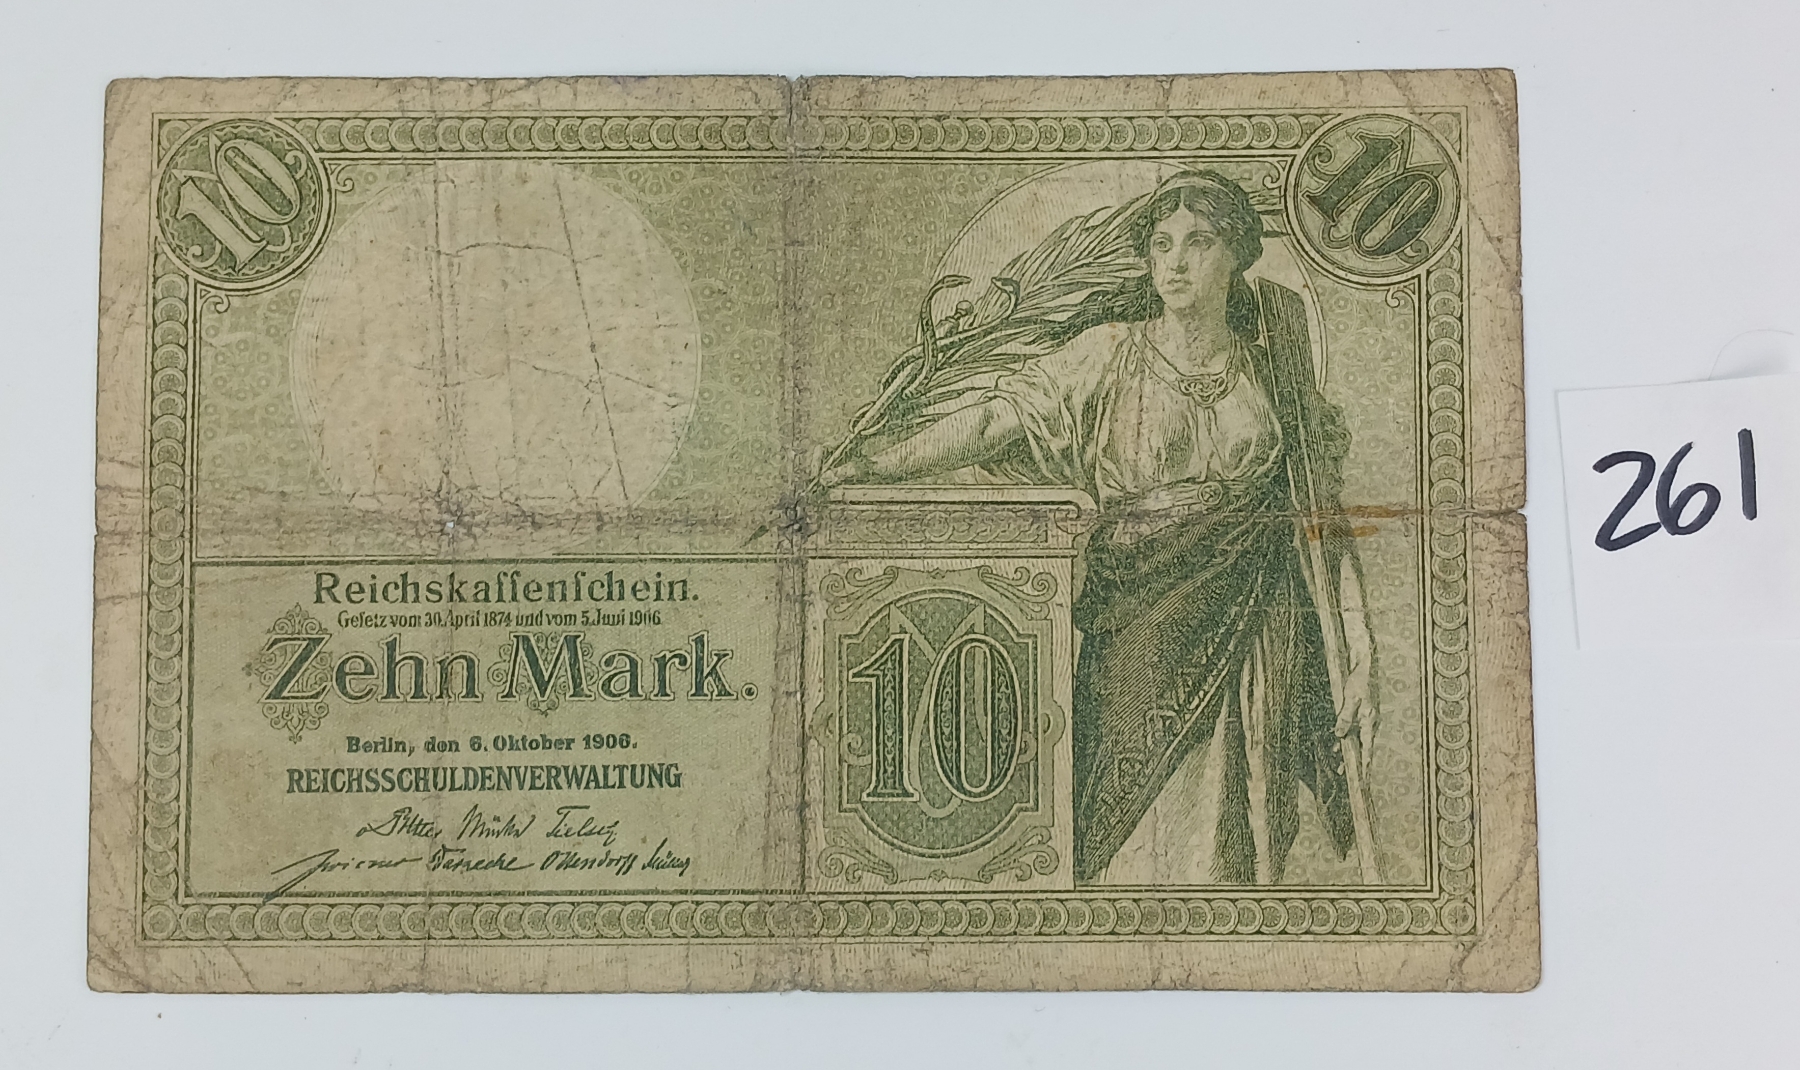 10
10
Reichskaſſenſchein.
Geſetz vom 30. April 1874 und vom 5. Juni 1906
Zehn Mark.
10
Berlin, den 6. Oktober 1906.
REICHSSCHULDENVERWALTUNG
261